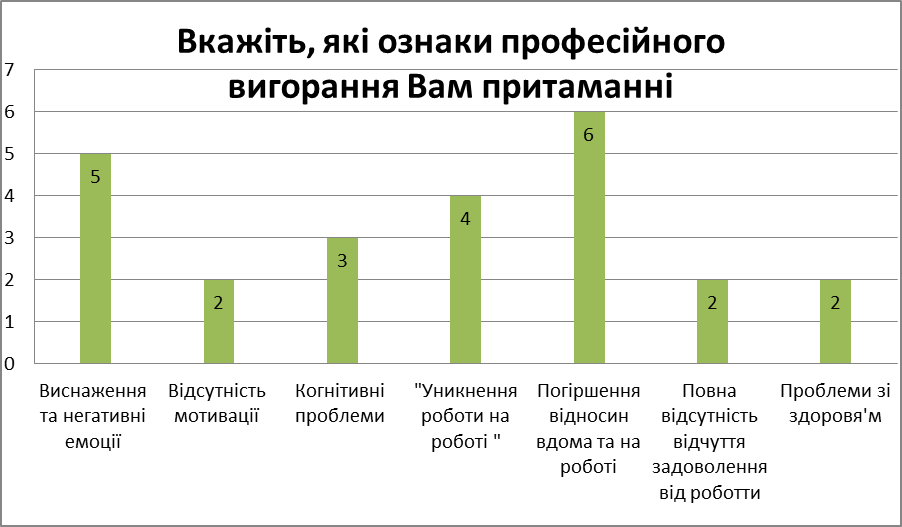 Вкажіть, які ознаки професійного
вигорання Вам притаманні
7
6
5
4
3
2
1
0
5
2
3
4
6
2
2
Виснаження
та негативні
емоції
Відсутність
мотивації
Когнітивні
проблеми
"Уникнення
роботи на
роботі "
Погіршення
відносин
вдома та на
роботі
Повна
відсутність
відчуття
задоволення
від роботти
Проблеми зі
здоровя'м